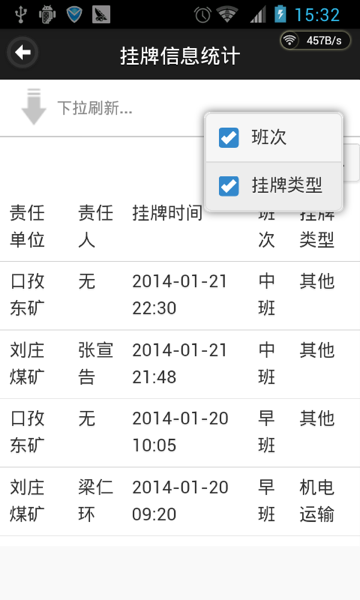 15:32
挂牌信息统计
457B/s
下拉刷新...
班次
挂牌类型
责任单位 责任人 挂牌时间 班次 挂牌类型
口孜东矿 无 2014-01-21 22:30 中班 其他
刘庄煤矿 张宣告 2014-01-21 21:48 中班 其他
口孜东矿 无 2014-01-20 10:05 早班 其他
刘庄煤矿 梁仁环 2014-01-20 09:20 早班 机电运输